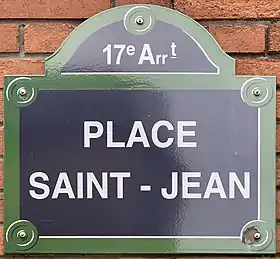 17e Arrt
PLACE
SAINT - JEAN